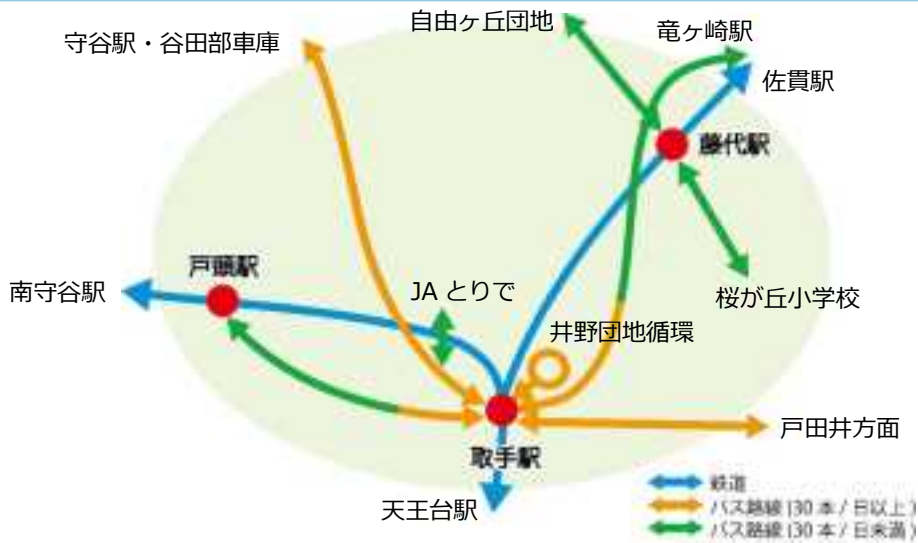 自由ヶ丘団地
竜ヶ崎駅
守谷駅・谷田部車庫
佐貫駅
藤代駅
戸頭駅
南守谷駅
JA とりで
桜が丘小学校
井野団地循環
戸田井方面
取手駅
天王台駅
鉄道
バス路線 (30 本 / 日以上 )
バス路線 (30 本 / 日未満 )